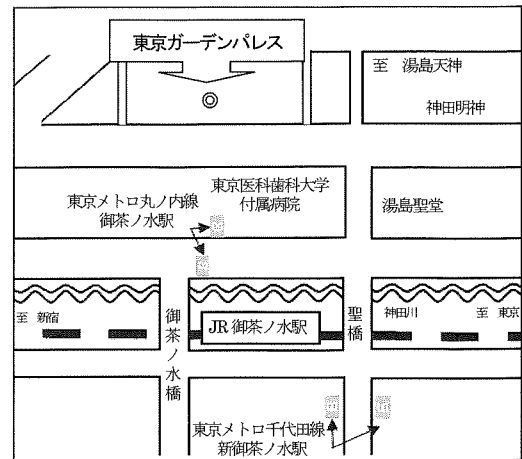 東京ガーデンパレス
至 湯島天神
神田明神
東京医科歯科大学
付属病院
東京メトロ丸ノ内線
御茶ノ水駅
湯島聖堂
至 新宿
御茶ノ水橋
JR 御茶ノ水駅
聖橋
神田川
至 東京
東京メトロ千代田線
新御茶ノ水駅